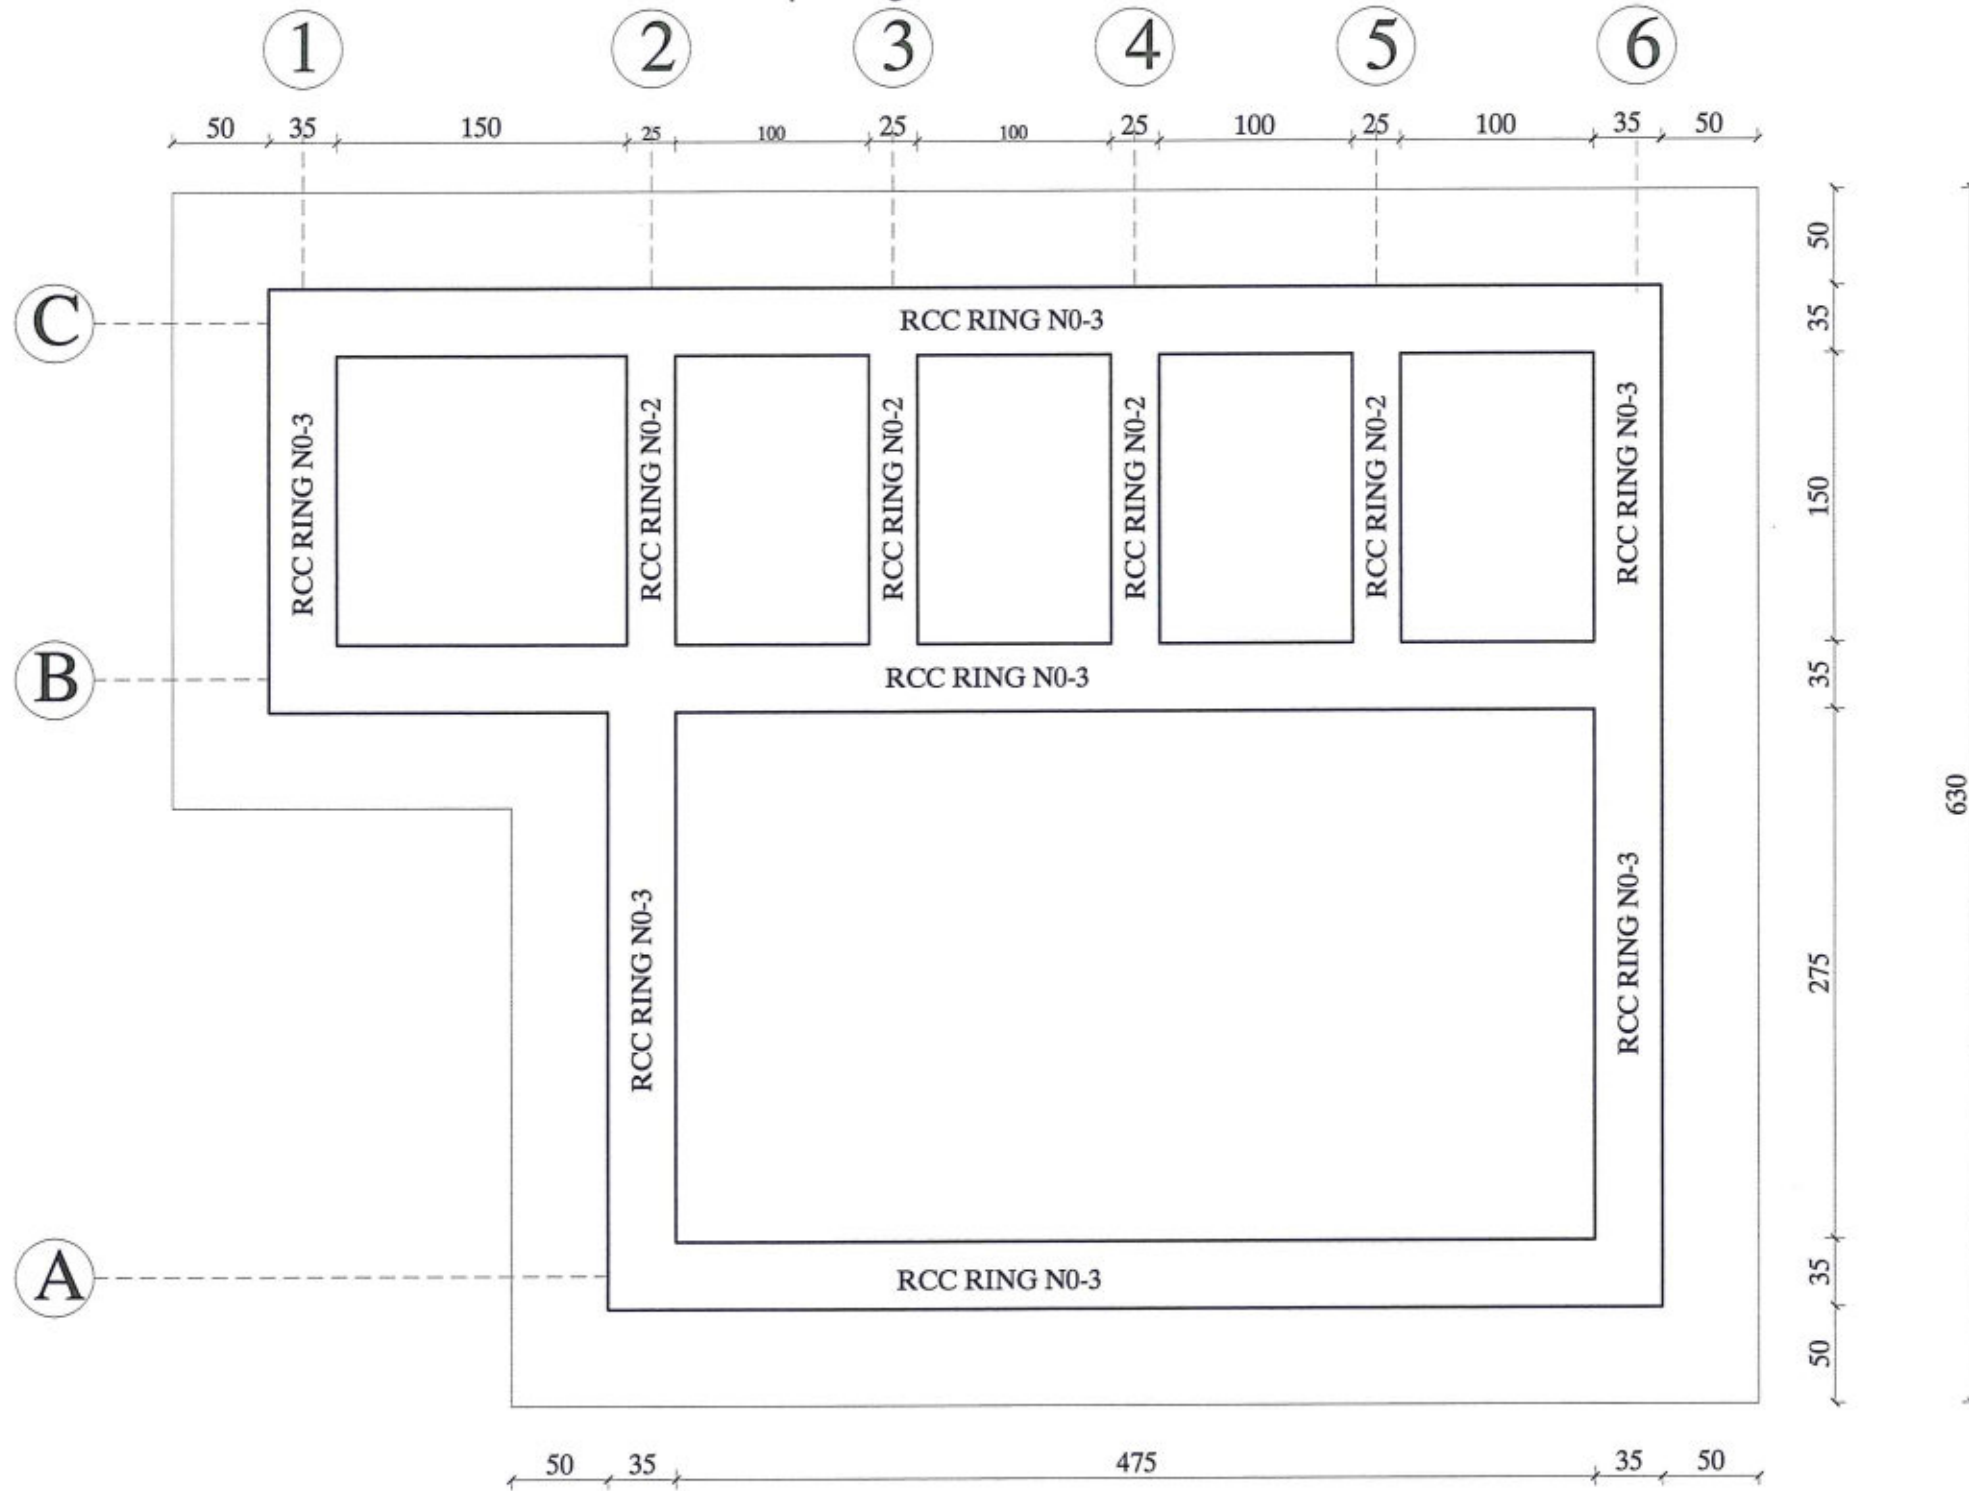 1 2 3 4 5 6
50 35 150 25 100 25 100 25 100 25 100 35 50
50
C
RCC RING N0-3
35
RCC RING N0-3
RCC RING N0-2
RCC RING N0-2
RCC RING N0-2
RCC RING N0-2
RCC RING N0-3
150
B
RCC RING N0-3
35
630
RCC RING N0-3
RCC RING N0-3
275
A
RCC RING N0-3
35
50
50 35 475 35 50